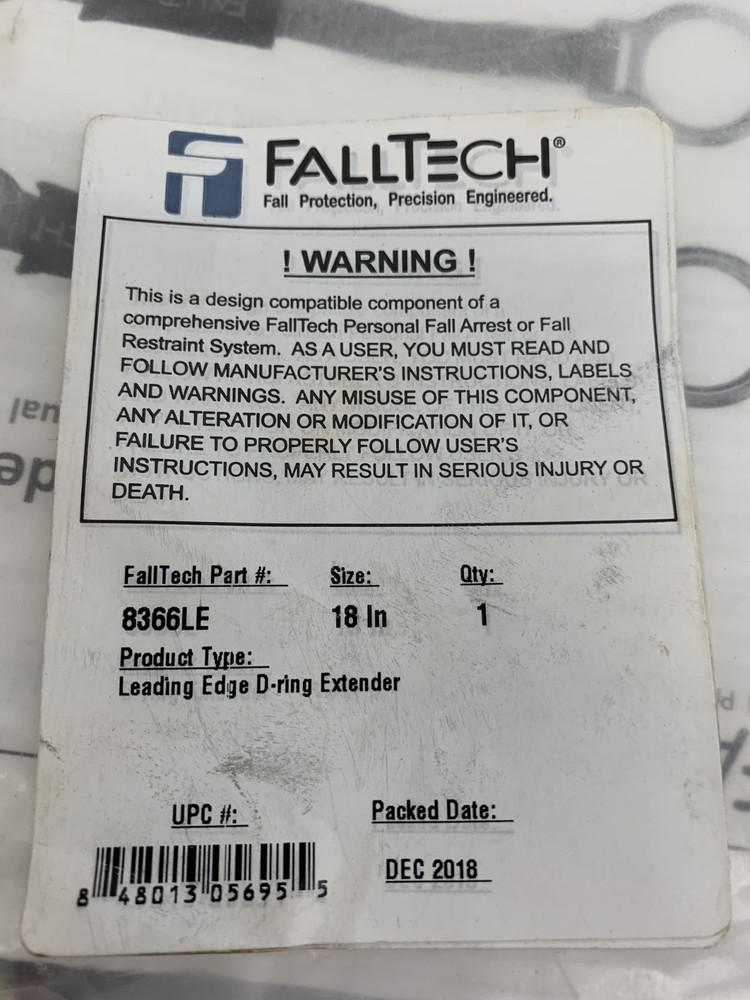 FALLTECH®
Fall Protection, Precision Engineered.
! WARNING !
This is a design compatible component of a
comprehensive FallTech Personal Fall Arrest or Fall
Restraint System. AS A USER, YOU MUST READ AND
FOLLOW MANUFACTURER'S INSTRUCTIONS, LABELS
AND WARNINGS. ANY MISUSE OF THIS COMPONENT,
ANY ALTERATION OR MODIFICATION OF IT, OR
FAILURE TO PROPERLY FOLLOW USER'S
INSTRUCTIONS, MAY RESULT IN SERIOUS INJURY OR
DEATH.
FallTech Part #: Size: Qty:
8366LE 18 In 1
Product Type:
Leading Edge D-ring Extender
UPC #: Packed Date:
DEC 2018
8 48013 05695 5